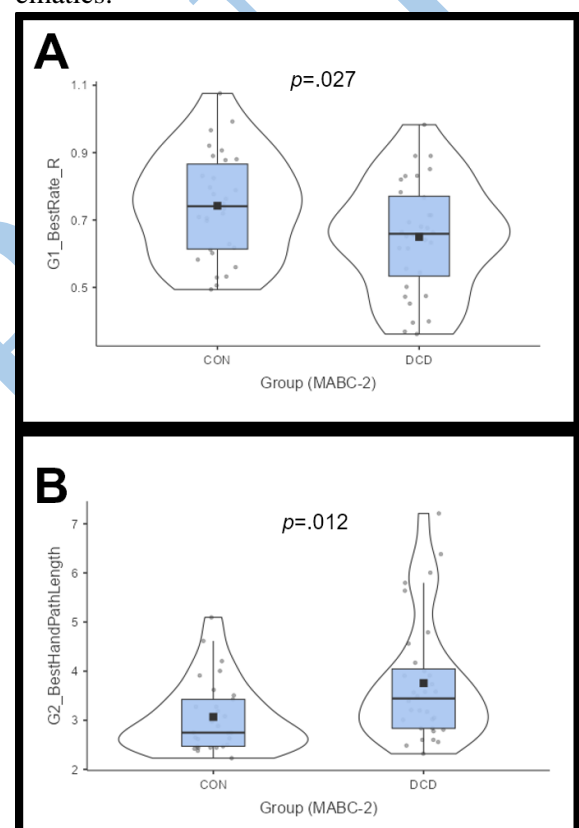 ematics.
A
p=.027
1.1
0.9
0.7
0.5
G1_BestRate_R
CON DCD
Group (MABC-2)
B
p=.012
7
6
5
4
3
2
G2_BestHandPathLength
CON DCD
Group (MABC-2)